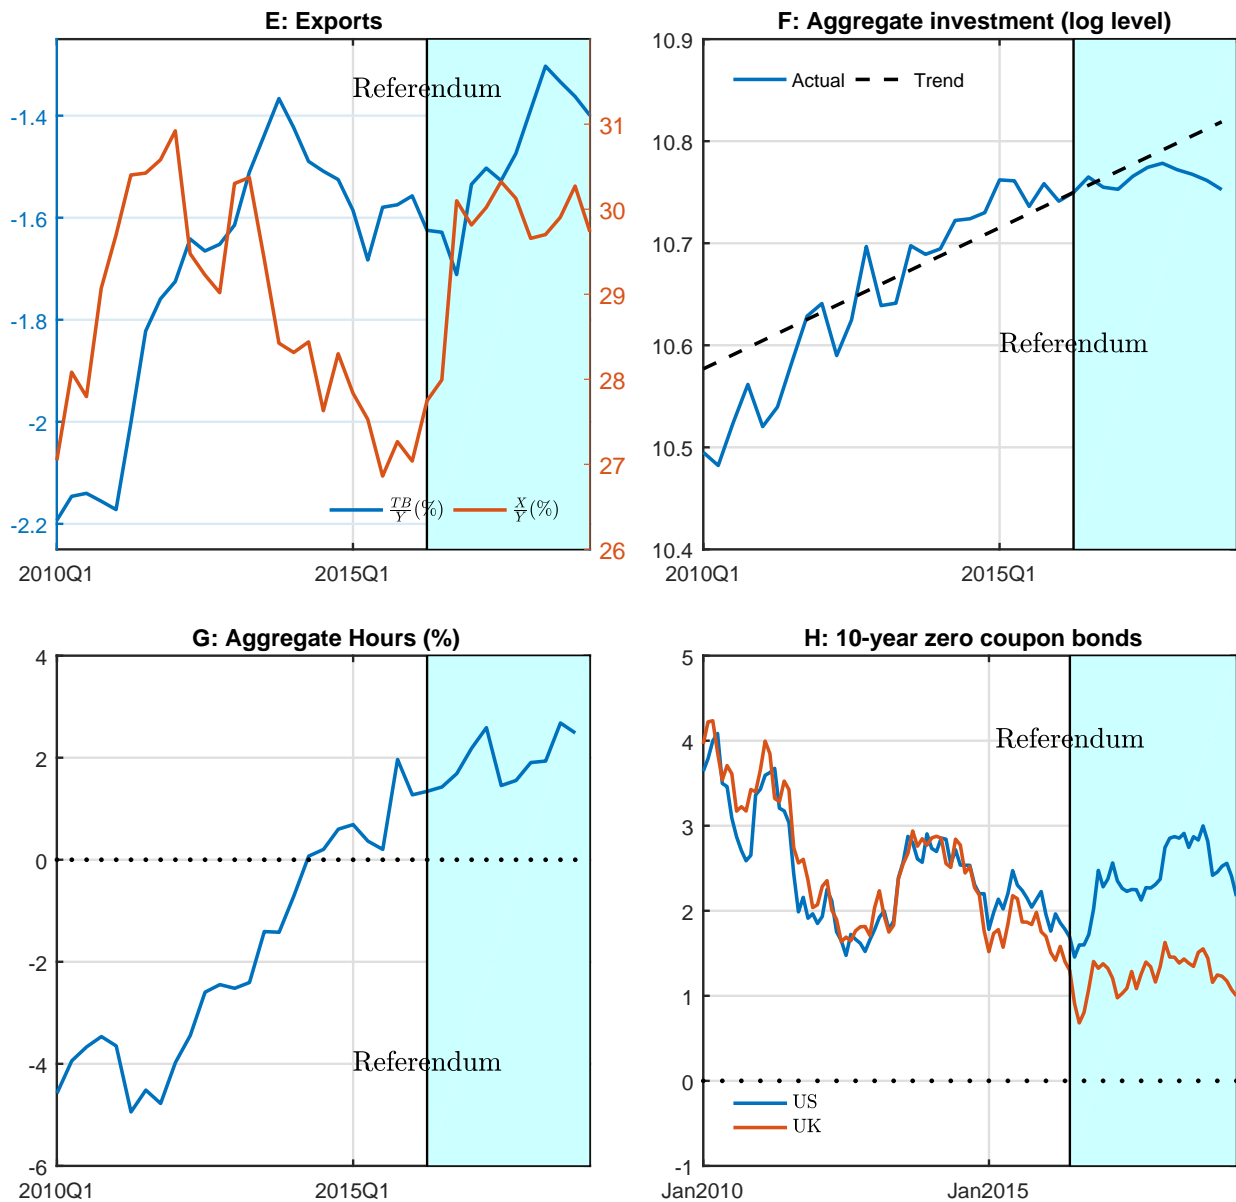 E: Exports
-1.4
-1.6
-1.8
-2
-2.2
31
30
29
28
27
26
Referendum
TB/Y (%) X/Y (%)
2010Q1 2015Q1
F: Aggregate investment (log level)
10.9
10.8
10.7
10.6
10.5
10.4
Actual Trend
Referendum
2010Q1 2015Q1
G: Aggregate Hours (%)
4
2
0
-2
-4
-6
Referendum
2010Q1 2015Q1
H: 10-year zero coupon bonds
5
4
3
2
1
0
-1
Referendum
US
UK
Jan2010 Jan2015